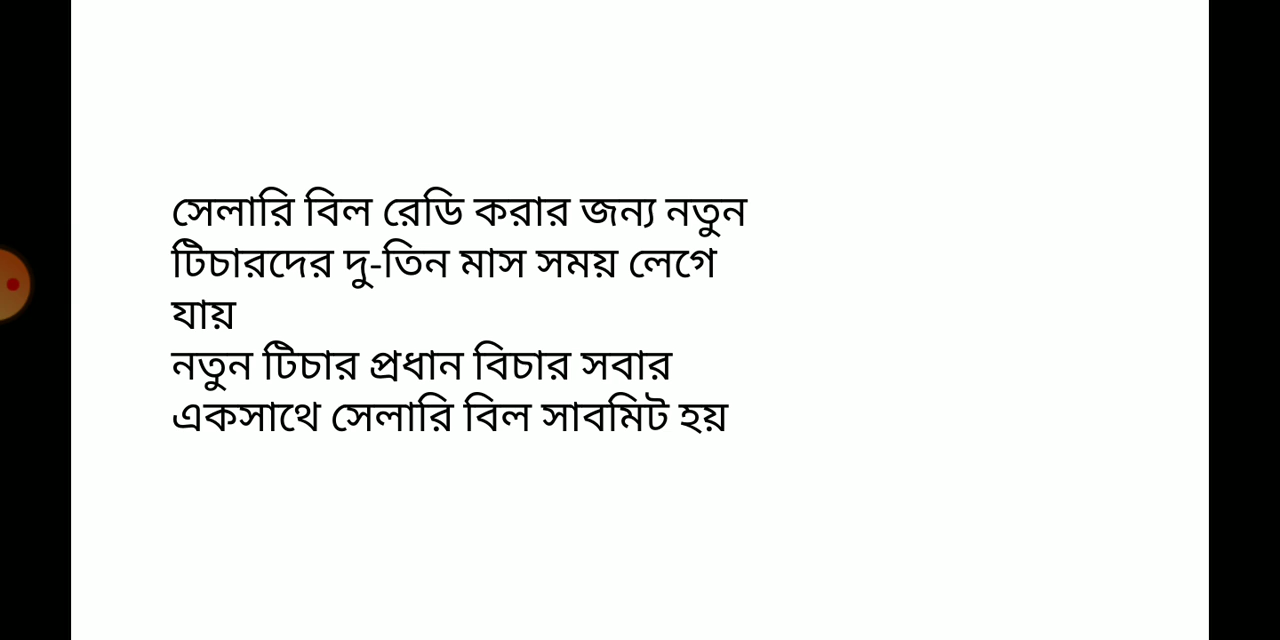 সেলারি বিল রেডি করার জন্য নতুন
টিচারদের দু-তিন মাস সময় লেগে
যায়
নতুন টিচার প্রধান বিচার সবার
একসাথে সেলারি বিল সাবমিট হয়